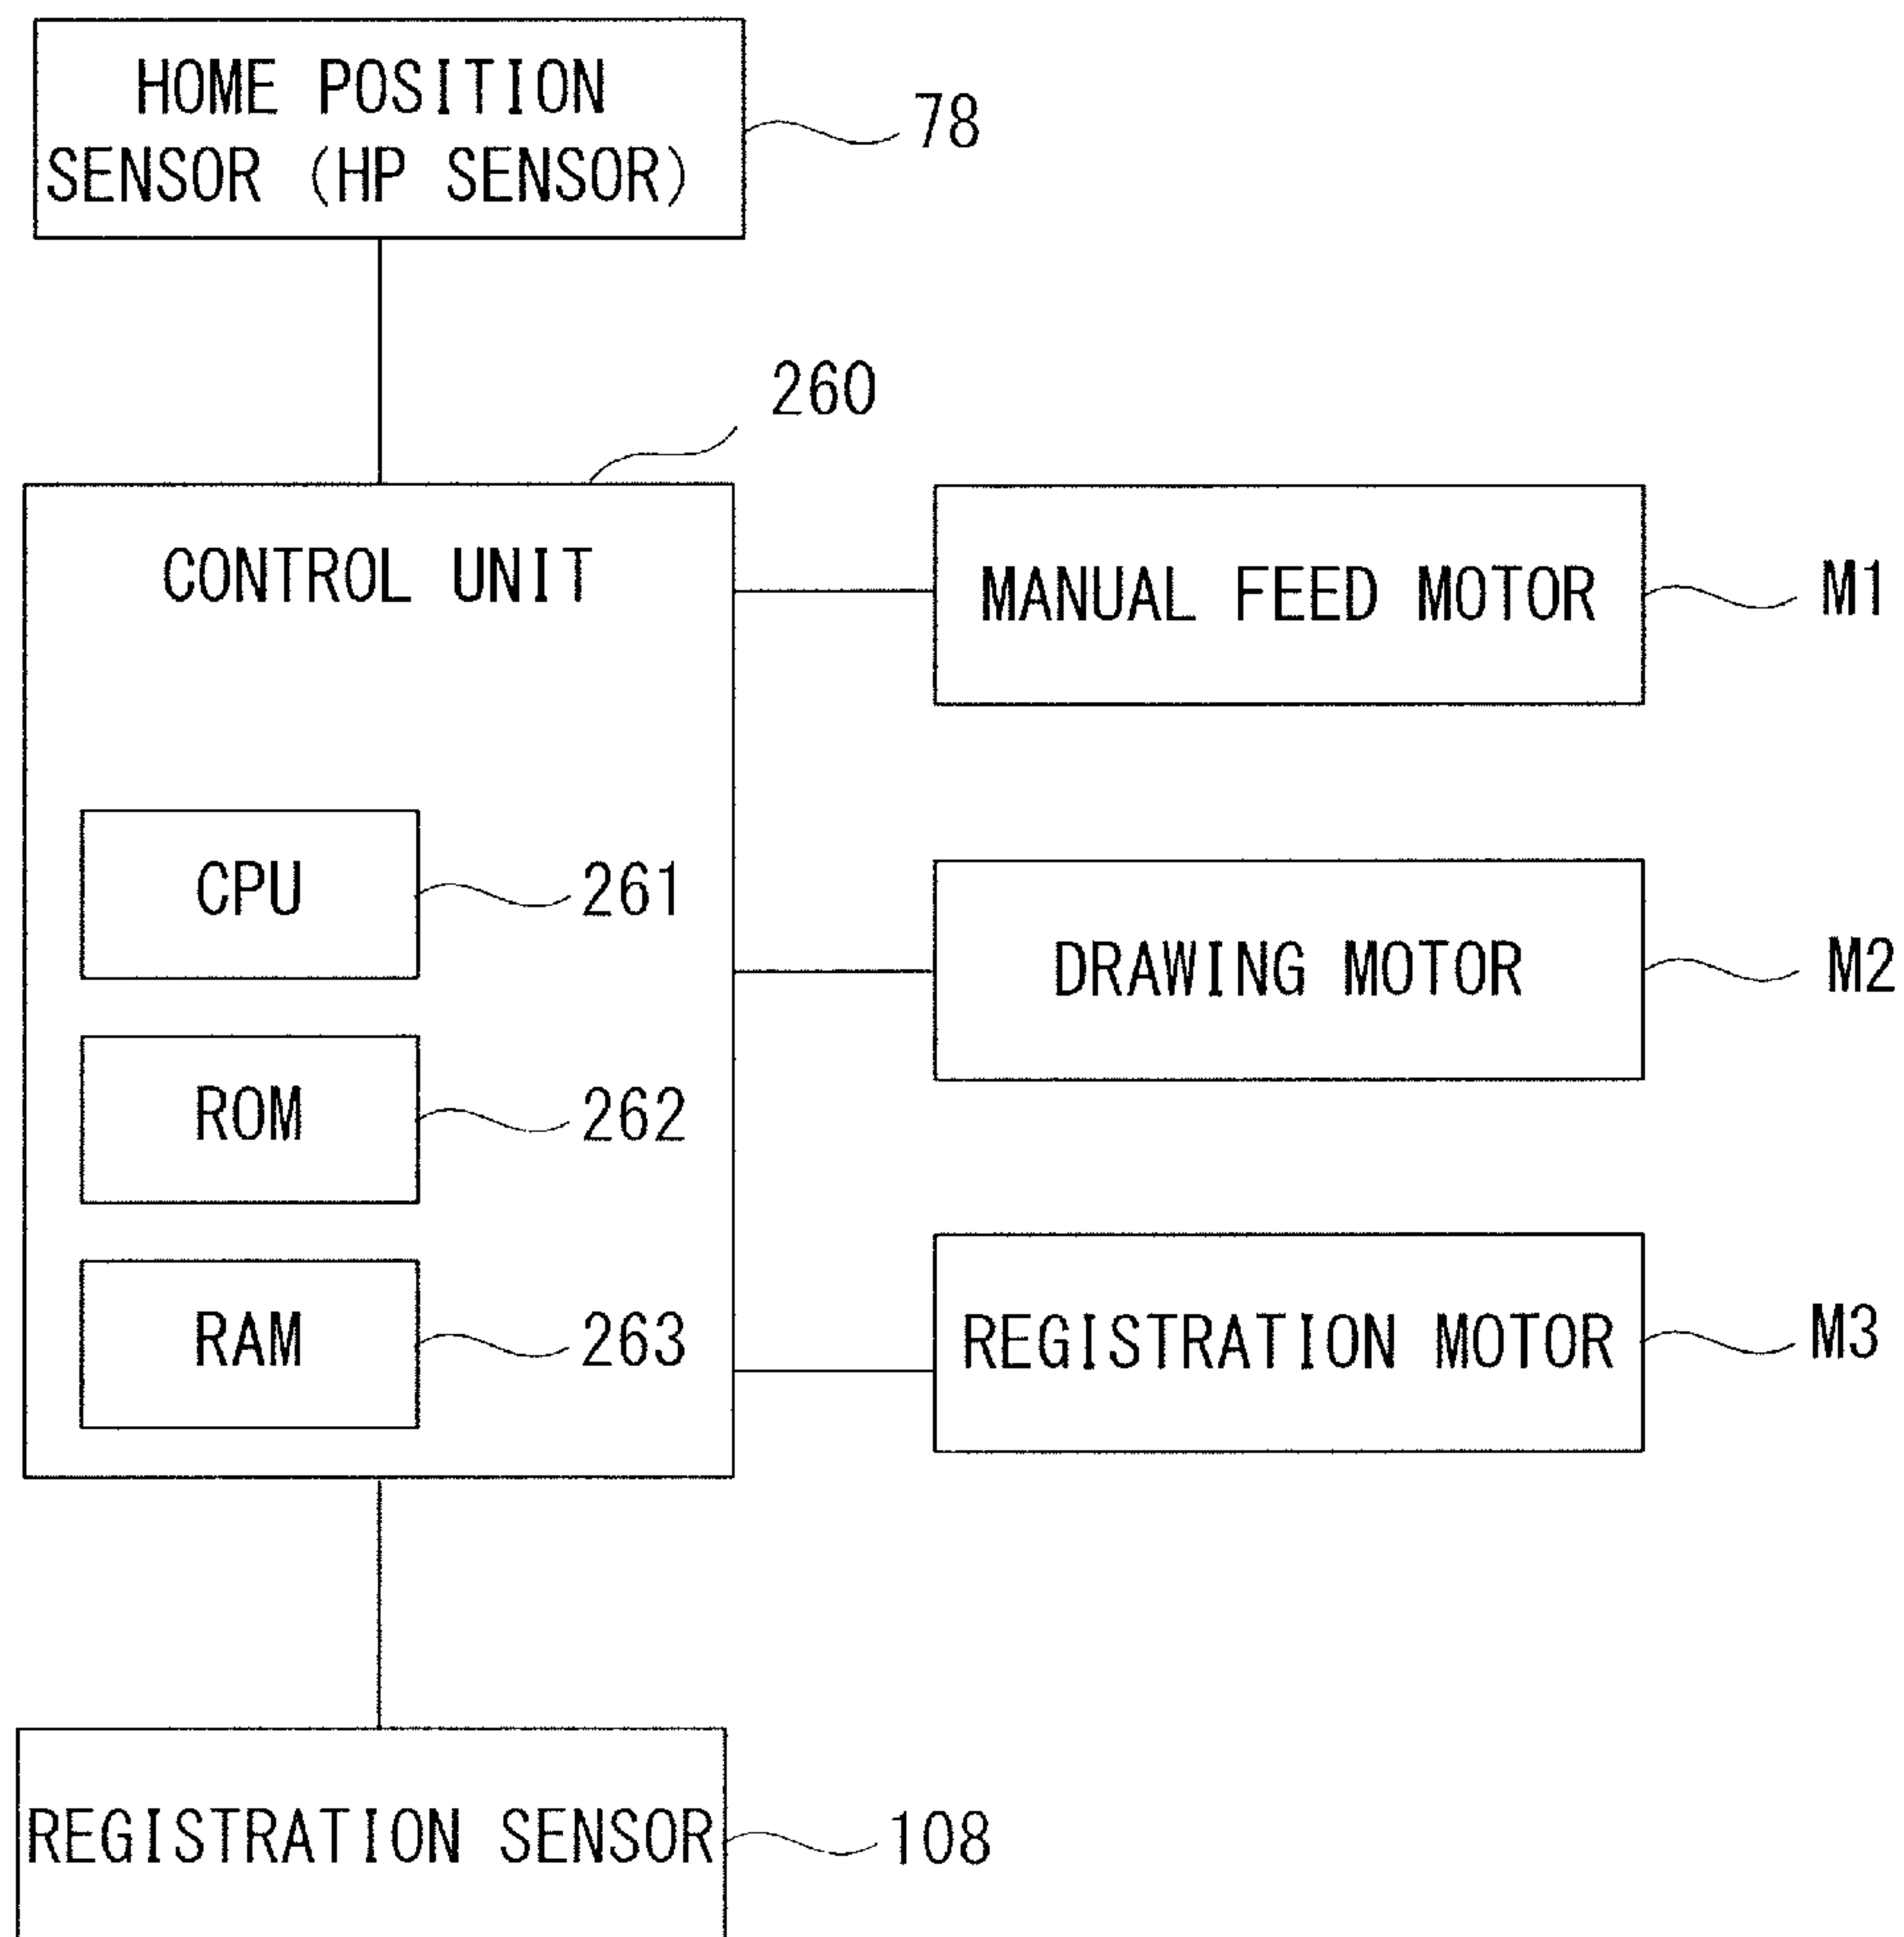 HOME POSITION
SENSOR (HP SENSOR)
78
260
CONTROL UNIT
MANUAL FEED MOTOR
M1
CPU
261
DRAWING MOTOR
M2
ROM
262
RAM
263
REGISTRATION MOTOR
M3
REGISTRATION SENSOR
108